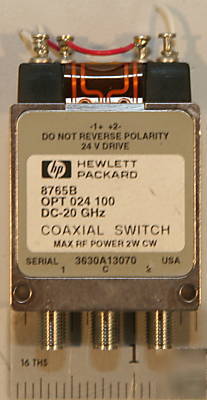 -1+ +2-
DO NOT REVERSE POLARITY
24 V DRIVE
hp HEWLETT
PACKARD
8765B
OPT 024 100
DC-20 GHz
COAXIAL SWITCH
MAX RF POWER 2W CW
SERIAL 3630A13070 USA
1 C 2
16 THS 1